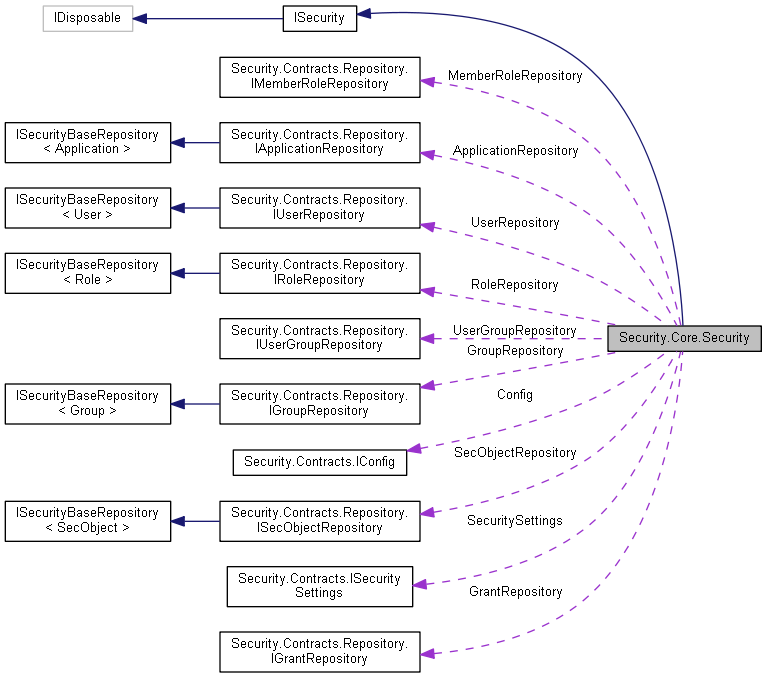 IDisposable
ISecurity
Security.Contracts.Repository.
IMemberRoleRepository
MemberRoleRepository
ISecurityBaseRepository
< Application >
Security.Contracts.Repository.
IApplicationRepository
ApplicationRepository
ISecurityBaseRepository
< User >
Security.Contracts.Repository.
IUserRepository
UserRepository
ISecurityBaseRepository
< Role >
Security.Contracts.Repository.
IRoleRepository
RoleRepository
Security.Contracts.Repository.
IUserGroupRepository
UserGroupRepository
Security.Core.Security
GroupRepository
ISecurityBaseRepository
< Group >
Security.Contracts.Repository.
IGroupRepository
Config
Security.Contracts.IConfig
SecObjectRepository
ISecurityBaseRepository
< SecObject >
Security.Contracts.Repository.
ISecObjectRepository
SecuritySettings
Security.Contracts.ISecurity
Settings
GrantRepository
Security.Contracts.Repository.
IGrantRepository